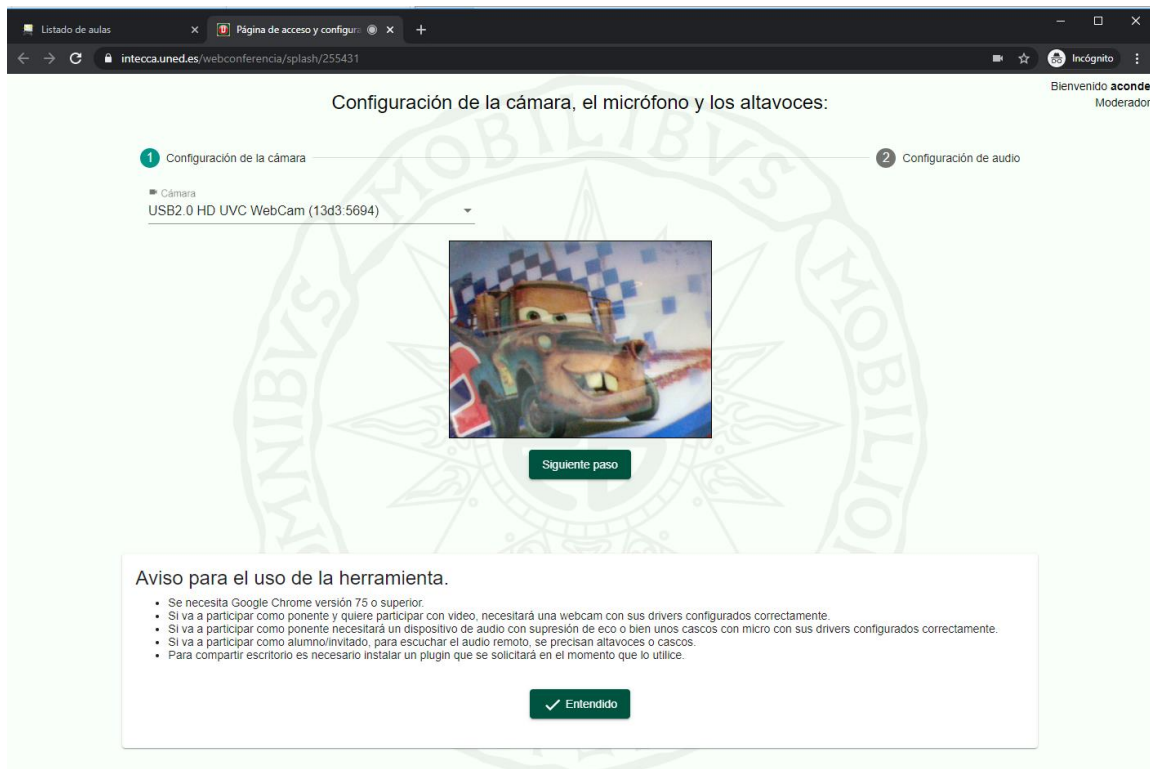 Listado de aulas
Página de acceso y configura
intecca.uned.es/webconferencia/splash/255431
Incógnito
Bienvenido aconde
Moderador
Configuración de la cámara, el micrófono y los altavoces:
1 Configuración de la cámara
2 Configuración de audio
Cámara
USB2.0 HD UVC WebCam (13d3:5694)
Siguiente paso
Aviso para el uso de la herramienta.
• Se necesita Google Chrome versión 75 o superior.
• Si va a participar como ponente y quiere participar con video, necesitará una webcam con sus drivers configurados correctamente.
• Si va a participar como ponente necesitará un dispositivo de audio con supresión de eco o bien unos cascos con micro con sus drivers configurados correctamente.
• Si va a participar como alumno/invitado, para escuchar el audio remoto, se precisan altavoces o cascos.
• Para compartir escritorio es necesario instalar un plugin que se solicitará en el momento que lo utilice.
Entendido
OMNIBVS MOBILIBVS MOBILIOR